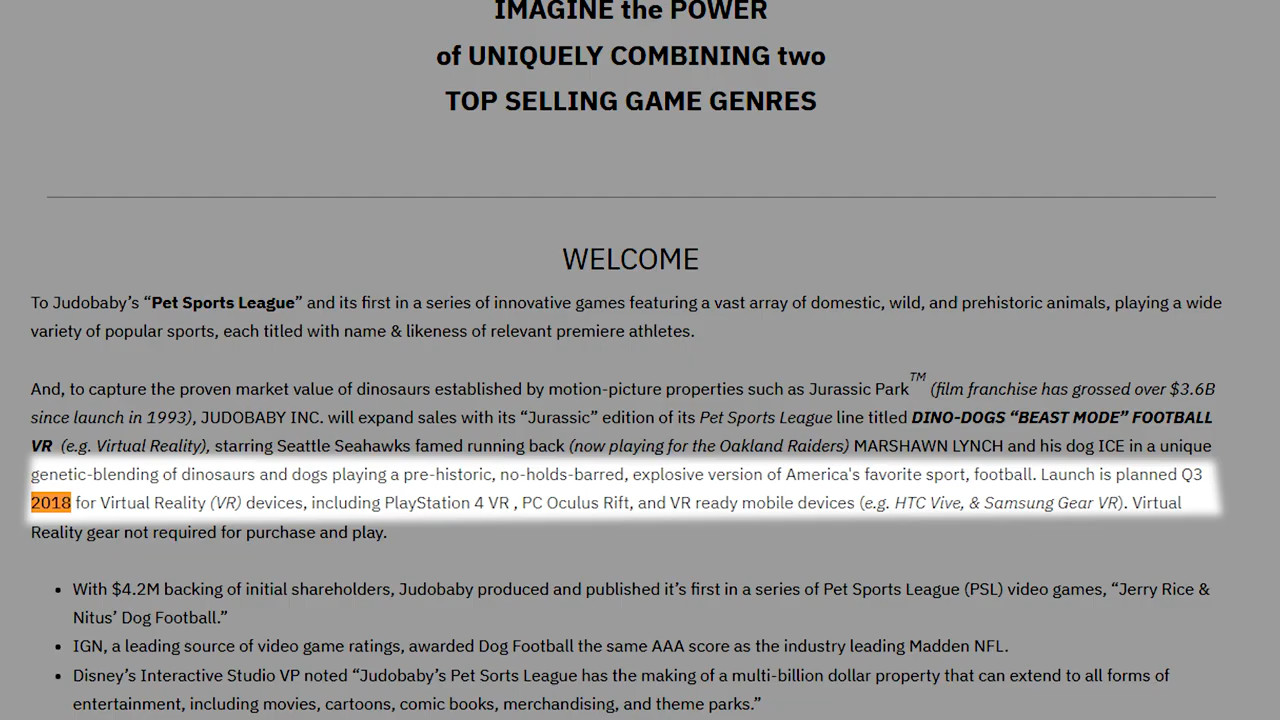 IMAGINE the POWER
of UNIQUELY COMBINING two
TOP SELLING GAME GENRES
WELCOME
To Judobaby’s “Pet Sports League” and its first in a series of innovative games featuring a vast array of domestic, wild, and prehistoric animals, playing a wide
variety of popular sports, each titled with name & likeness of relevant premiere athletes.
And, to capture the proven market value of dinosaurs established by motion-picture properties such as Jurassic Park™ (film franchise has grossed over $3.6B
since launch in 1993), JUDOBABY INC. will expand sales with its “Jurassic” edition of its Pet Sports League line titled DINO-DOGS “BEAST MODE” FOOTBALL
VR (e.g. Virtual Reality), starring Seattle Seahawks famed running back (now playing for the Oakland Raiders) MARSHAWN LYNCH and his dog ICE in a unique
genetic-blending of dinosaurs and dogs playing a pre-historic, no-holds-barred, explosive version of America's favorite sport, football. Launch is planned Q3
2018 for Virtual Reality (VR) devices, including PlayStation 4 VR , PC Oculus Rift, and VR ready mobile devices (e.g. HTC Vive, & Samsung Gear VR). Virtual
Reality gear not required for purchase and play.
• With $4.2M backing of initial shareholders, Judobaby produced and published it’s first in a series of Pet Sports League (PSL) video games, “Jerry Rice &
Nitus’ Dog Football.”
• IGN, a leading source of video game ratings, awarded Dog Football the same AAA score as the industry leading Madden NFL.
• Disney’s Interactive Studio VP noted “Judobaby’s Pet Sorts League has the making of a multi-billion dollar property that can extend to all forms of
entertainment, including movies, cartoons, comic books, merchandising, and theme parks.”